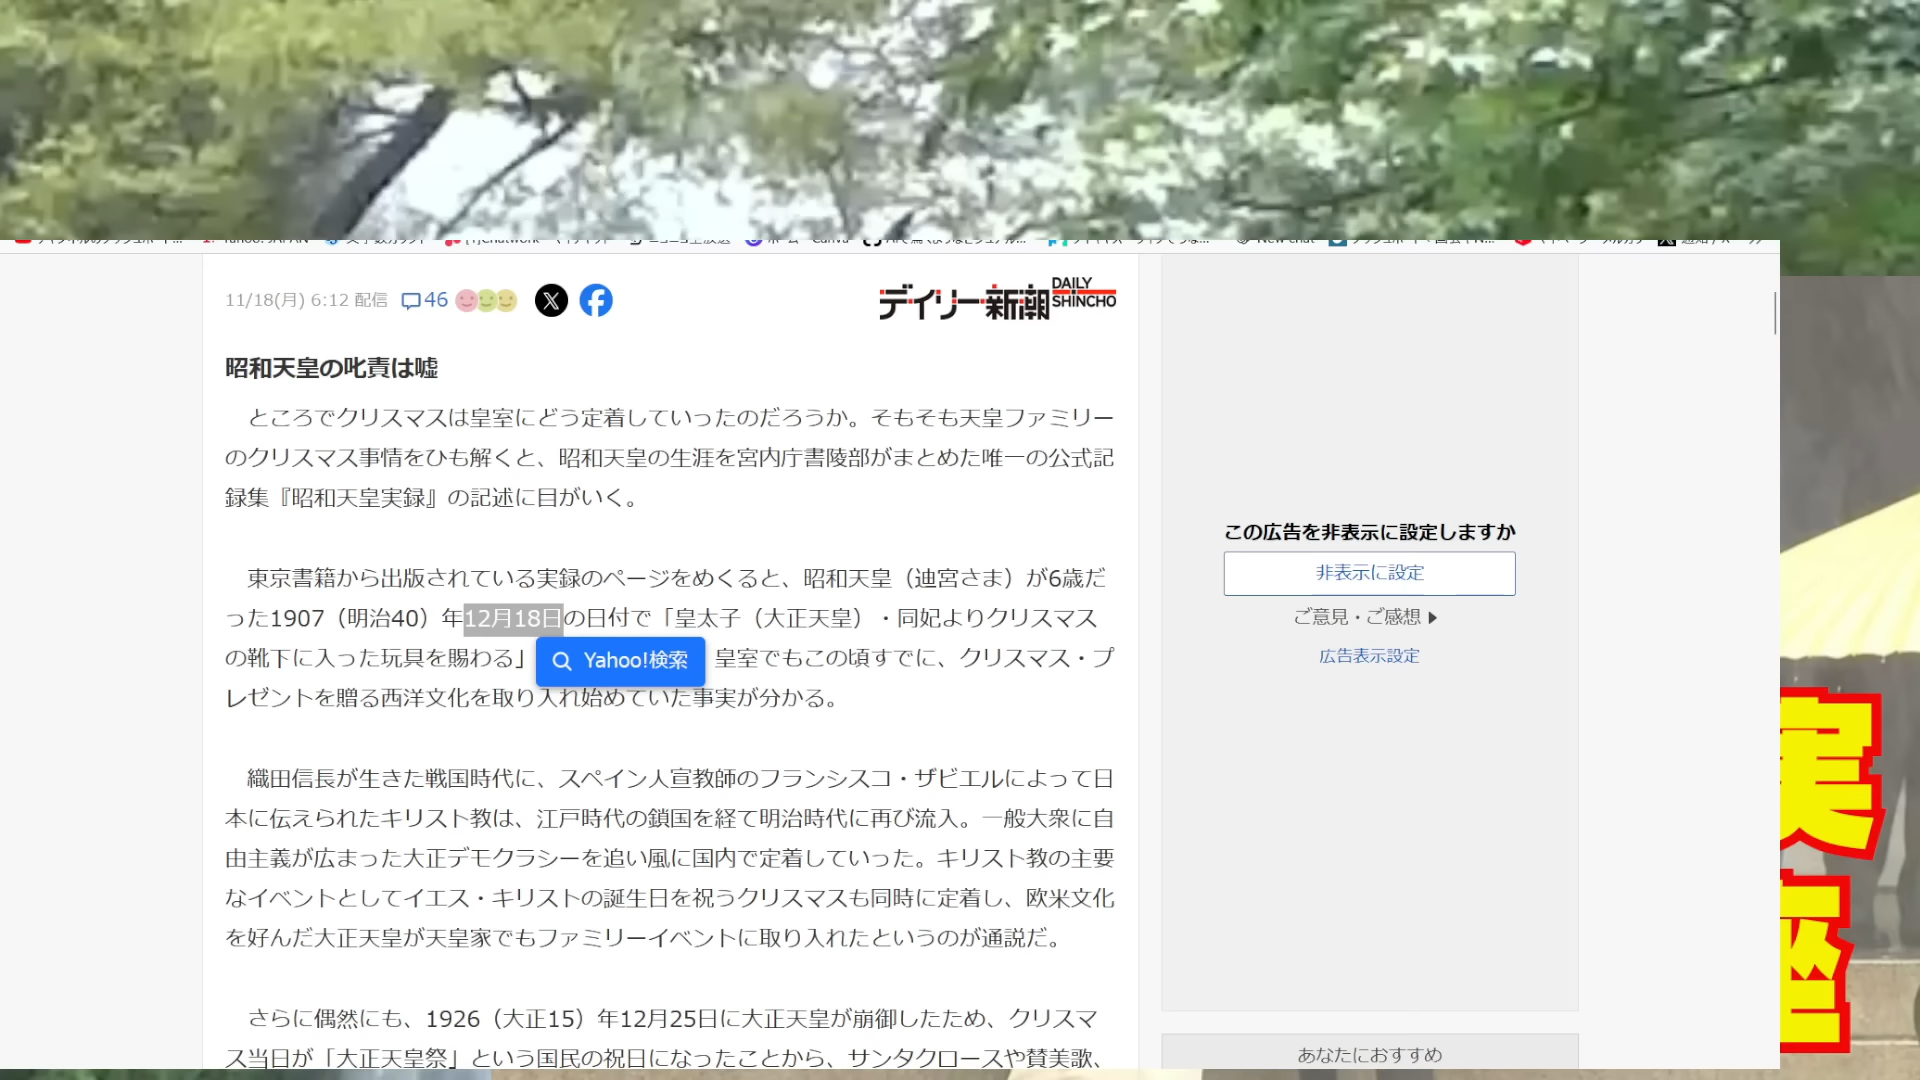 11/18(月) 6:12 配信 46
デイリー新潮 DAILY SHINCHO
昭和天皇の叱責は嘘
ところでクリスマスは皇室にどう定着していったのだろうか。そもそも天皇ファミリー
のクリスマス事情をひも解くと、昭和天皇の生涯を宮内庁書陵部がまとめた唯一の公式記
録集『昭和天皇実録』の記述に目がいく。
東京書籍から出版されている実録のページをめくると、昭和天皇（迪宮さま）が6歳だ
った1907（明治40）年12月18日の日付で「皇太子（大正天皇）・同妃よりクリスマス
の靴下に入った玩具を賜わる」 Yahoo!検索 皇室でもこの頃すでに、クリスマス・プ
レゼントを贈る西洋文化を取り入れ始めていた事実が分かる。
織田信長が生きた戦国時代に、スペイン人宣教師のフランシスコ・ザビエルによって日
本に伝えられたキリスト教は、江戸時代の鎖国を経て明治時代に再び流入。一般大衆に自
由主義が広まった大正デモクラシーを追い風に国内で定着していった。キリスト教の主要
なイベントとしてイエス・キリストの誕生日を祝うクリスマスも同時に定着し、欧米文化
を好んだ大正天皇が天皇家でもファミリーイベントに取り入れたというのが通説だ。
さらに偶然にも、1926（大正15）年12月25日に大正天皇が崩御したため、クリスマ
ス当日が「大正天皇祭」という国民の祝日になったことから、サンタクロースや賛美歌、
この広告を非表示に設定しますか
非表示に設定
ご意見・ご感想
広告表示設定
あなたにおすすめ
実